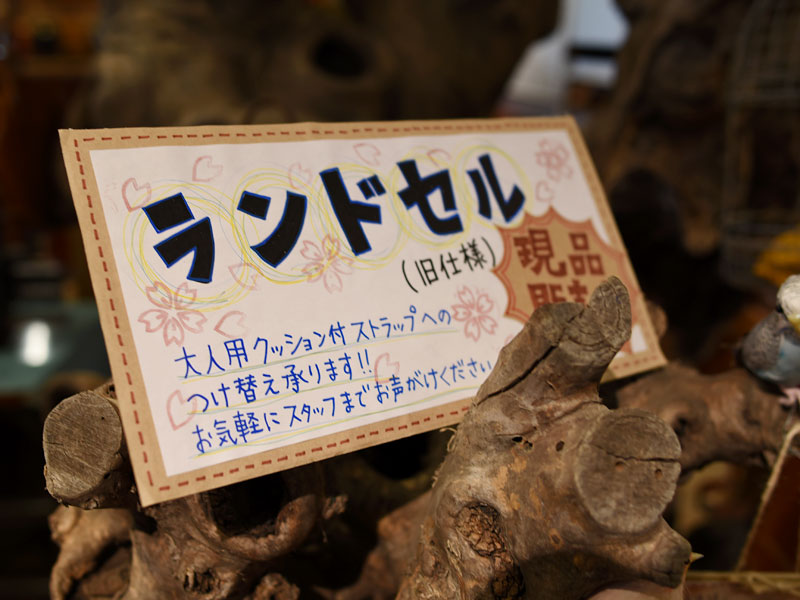 ランドセル
(旧仕様)
現品
大人用クッション付ストラップへの
つけ替え承ります!!
お気軽にスタッフまでお声がけください